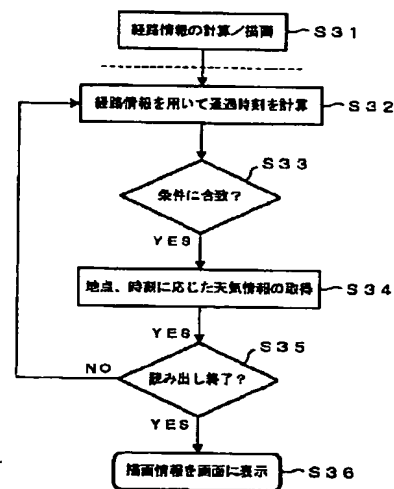 経路情報の計算/描画 S31
経路情報を用いて通過時刻を計算 S32
S33
条件に合致?
YES
地点、時刻に応じた天気情報の取得 S34
YES
S35
NO
読み出し終了?
YES
描画情報を画面に表示 S36